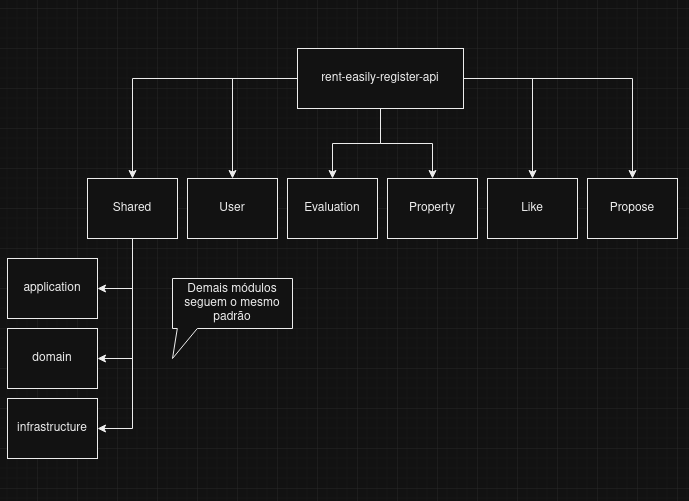 rent-easily-register-api
Shared
User
Evaluation
Property
Like
Propose
application
domain
infrastructure
Demais módulos
seguem o mesmo
padrão